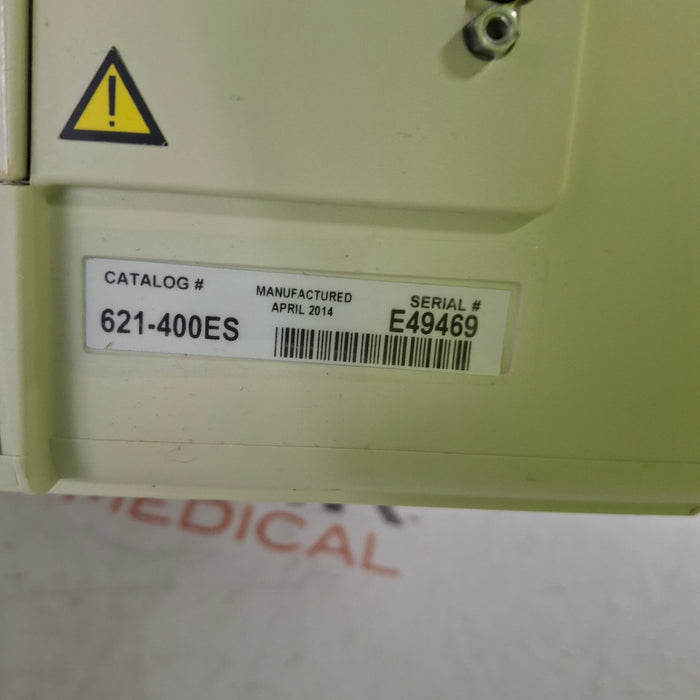 CATALOG #
621-400ES
MANUFACTURED
APRIL 2014
SERIAL #
E49469
MEDICAL